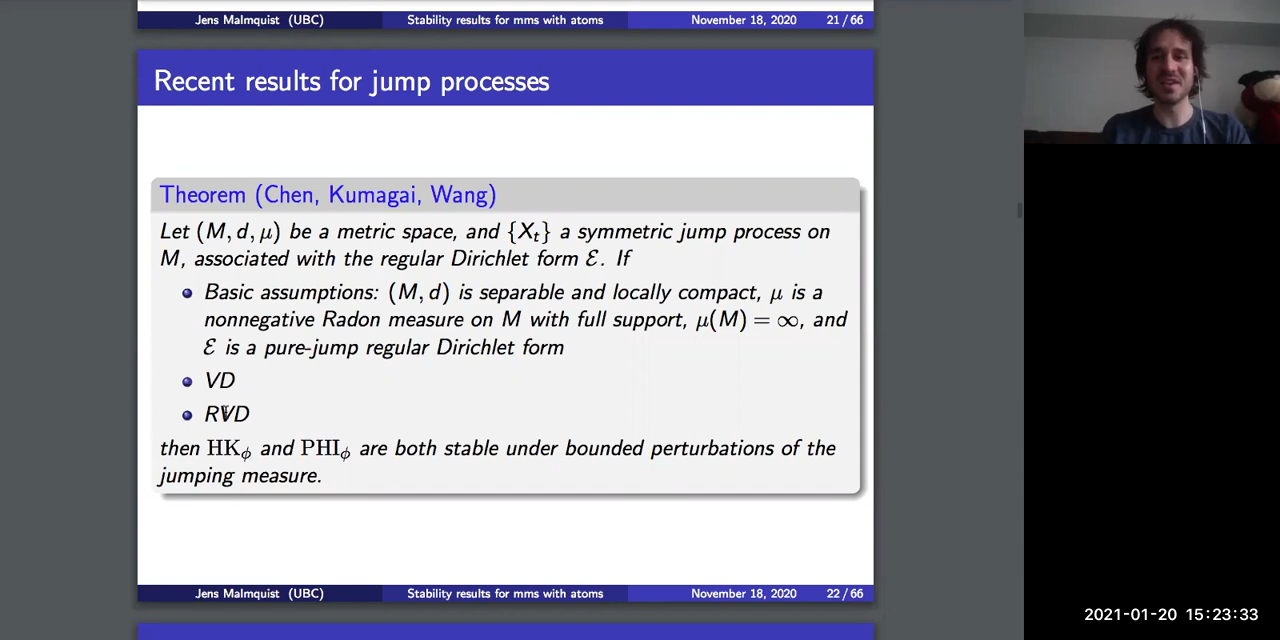 Jens Malmquist (UBC) Stability results for mms with atoms November 18, 2020 21 / 66
Recent results for jump processes
Theorem (Chen, Kumagai, Wang)
Let (M, d, μ) be a metric space, and {X_t} a symmetric jump process on
M, associated with the regular Dirichlet form ℰ. If
Basic assumptions: (M, d) is separable and locally compact, μ is a
nonnegative Radon measure on M with full support, μ(M) = ∞, and
ℰ is a pure-jump regular Dirichlet form
VD
RVD
then HK_ϕ and PHI_ϕ are both stable under bounded perturbations of the
jumping measure.
Jens Malmquist (UBC) Stability results for mms with atoms November 18, 2020 22 / 66
2021-01-20 15:23:33